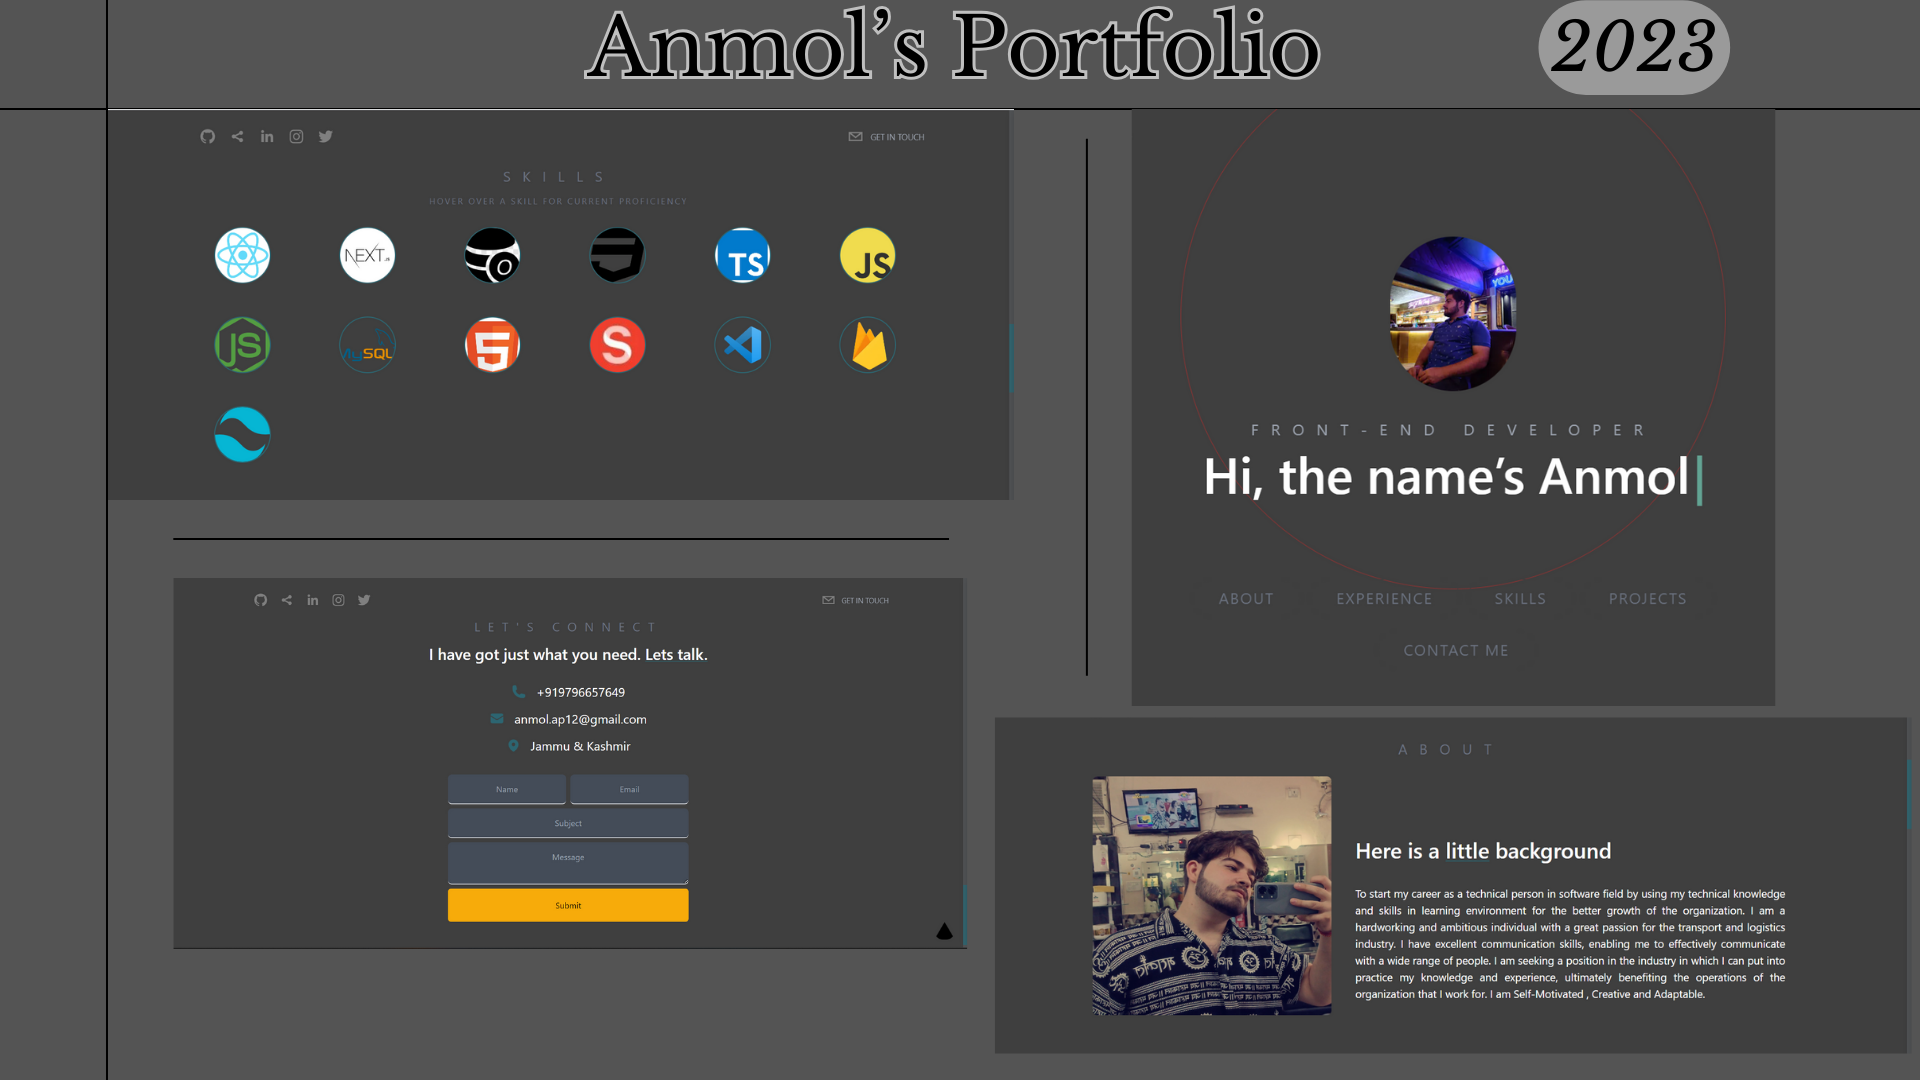 Anmol’s Portfolio
2023
GET IN TOUCH
SKILLS
HOVER OVER A SKILL FOR CURRENT PROFICIENCY
NEXT.JS
TS
JS
JS
MySQL
5
S
LET'S CONNECT
GET IN TOUCH
I have got just what you need. Lets talk.
+919796657649
anmol.ap12@gmail.com
Jammu & Kashmir
Name
Email
Subject
Message
Submit
YOU
FRONT-END DEVELOPER
Hi, the name’s Anmol
ABOUT EXPERIENCE SKILLS PROJECTS
CONTACT ME
ABOUT
Here is a little background
To start my career as a technical person in software field by using my technical knowledge
and skills in learning environment for the better growth of the organization. I am a
hardworking and ambitious individual with a great passion for the transport and logistics
industry. I have excellent communication skills, enabling me to effectively communicate
with a wide range of people. I am seeking a position in the industry in which I can put into
practice my knowledge and experience, ultimately benefiting the operations of the
organization that I work for. I am Self-Motivated , Creative and Adaptable.